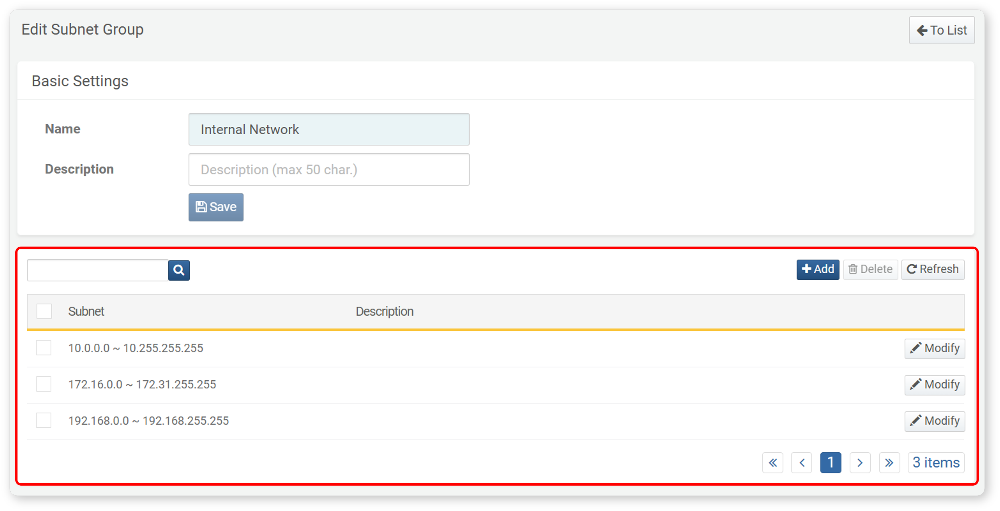 Edit Subnet Group
To List
Basic Settings
Name
Internal Network
Description
Description (max 50 char.)
Save
Add Delete Refresh
Subnet Description
10.0.0.0 ~ 10.255.255.255 Modify
172.16.0.0 ~ 172.31.255.255 Modify
192.168.0.0 ~ 192.168.255.255 Modify
« < 1 > » 3 items